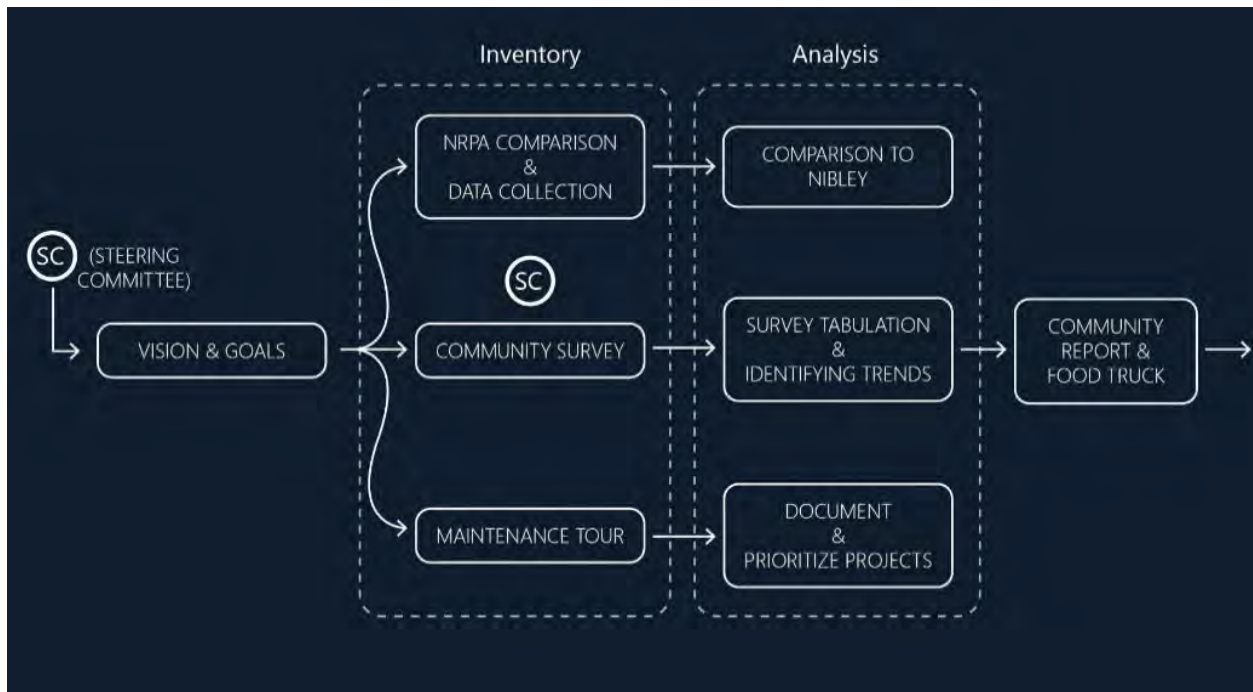 Inventory
Analysis
NRPA COMPARISON
&
DATA COLLECTION
COMPARISON TO
NIBLEY
SC
(STEERING
COMMITTEE)
SC
VISION & GOALS
COMMUNITY SURVEY
SURVEY TABULATION
&
IDENTIFYING TRENDS
COMMUNITY
REPORT &
FOOD TRUCK
MAINTENANCE TOUR
DOCUMENT
&
PRIORITIZE PROJECTS